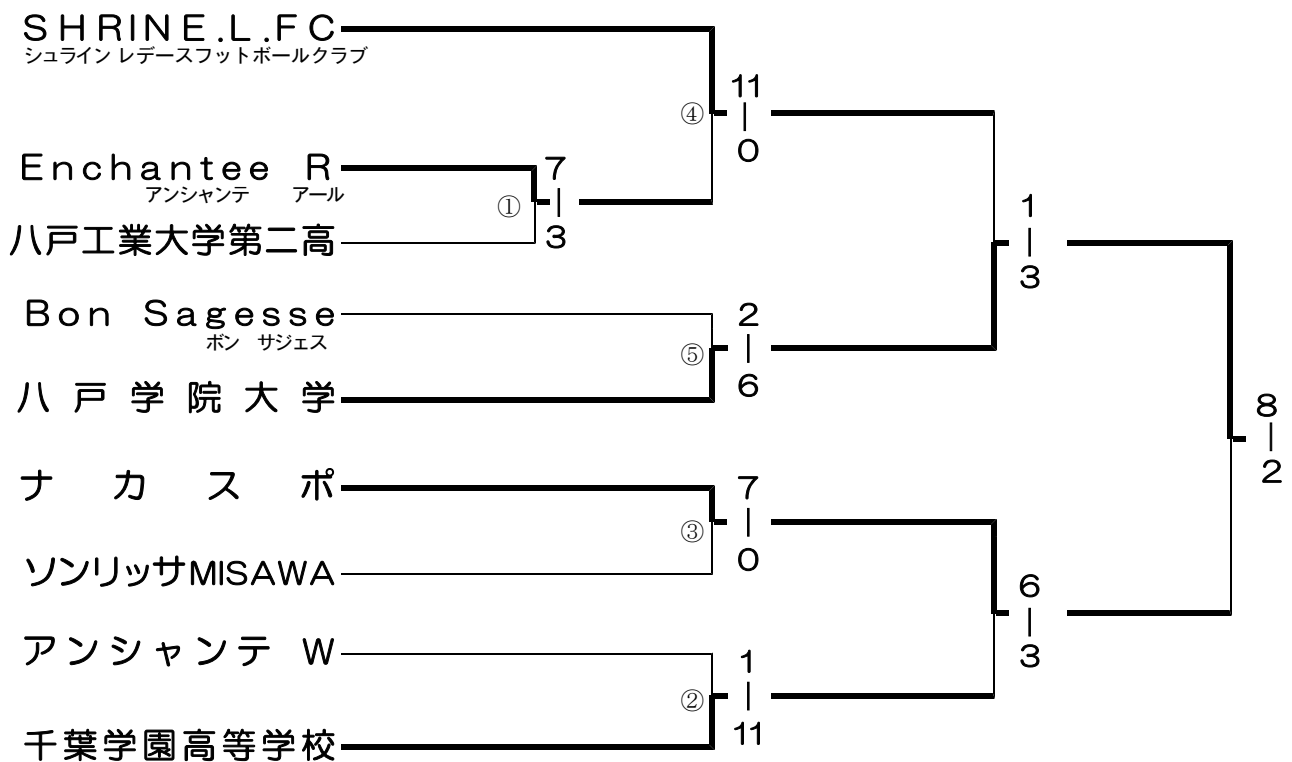 SHRINE.L.FC
シュライン レデースフットボールクラブ
11
④
|
0
Enchantee R
アンシャンテ アール
7
①
|
3
八戸工業大学第二高
1
|
3
Bon Sagesse
ボン サジェス
2
⑤
|
6
八戸学院大学
8
|
2
ナカスポ
7
③
|
0
ソンリッサMISAWA
6
|
3
アンシャンテ W
1
②
|
11
千葉学園高等学校